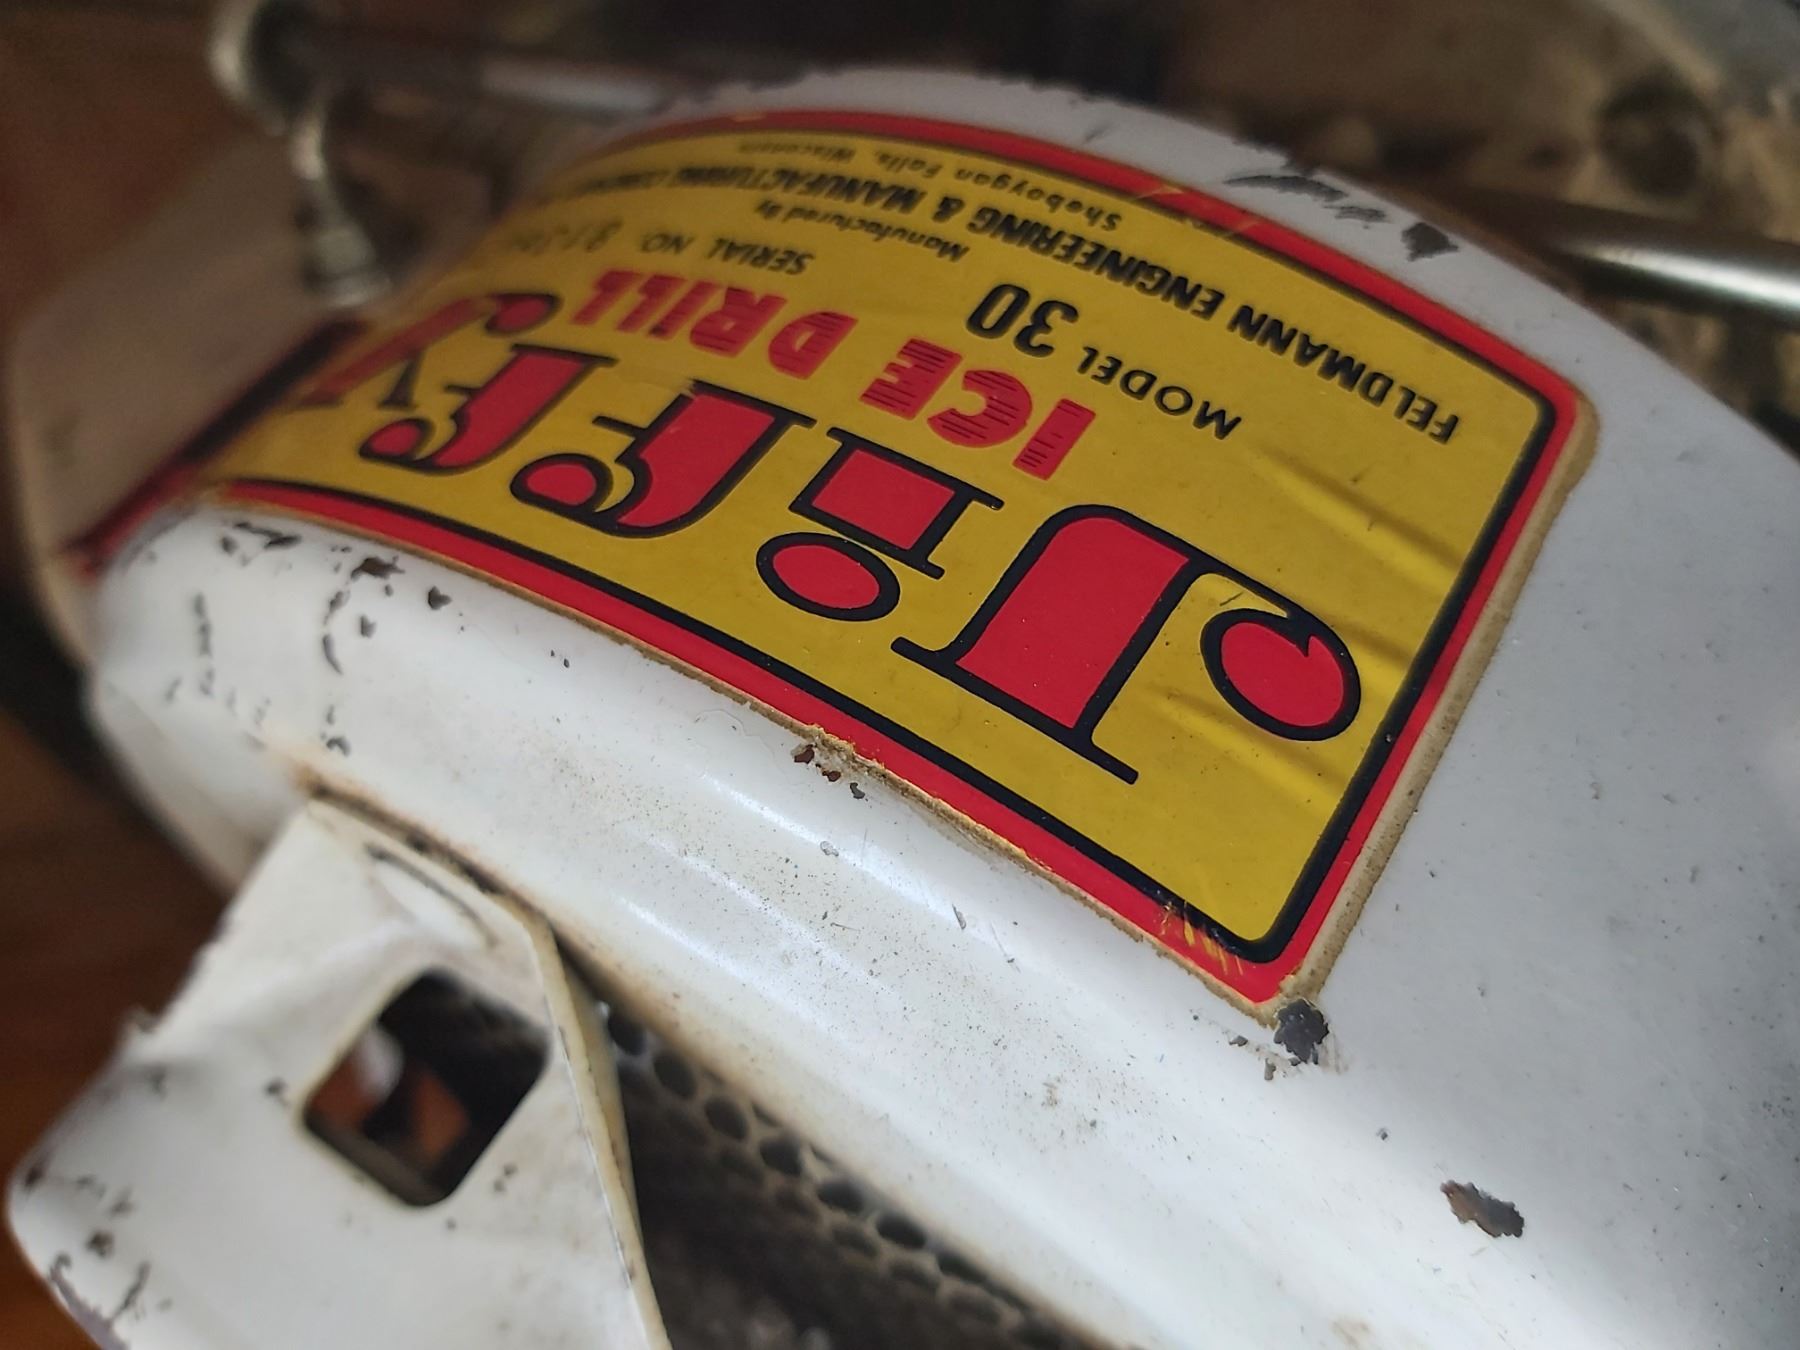 JIFFY
ICE DRILL
MODEL 30
SERIAL NO.
Manufactured By
FELDMANN ENGINEERING & MANUFACTURING
Sheboygan Falls, Wisconsin